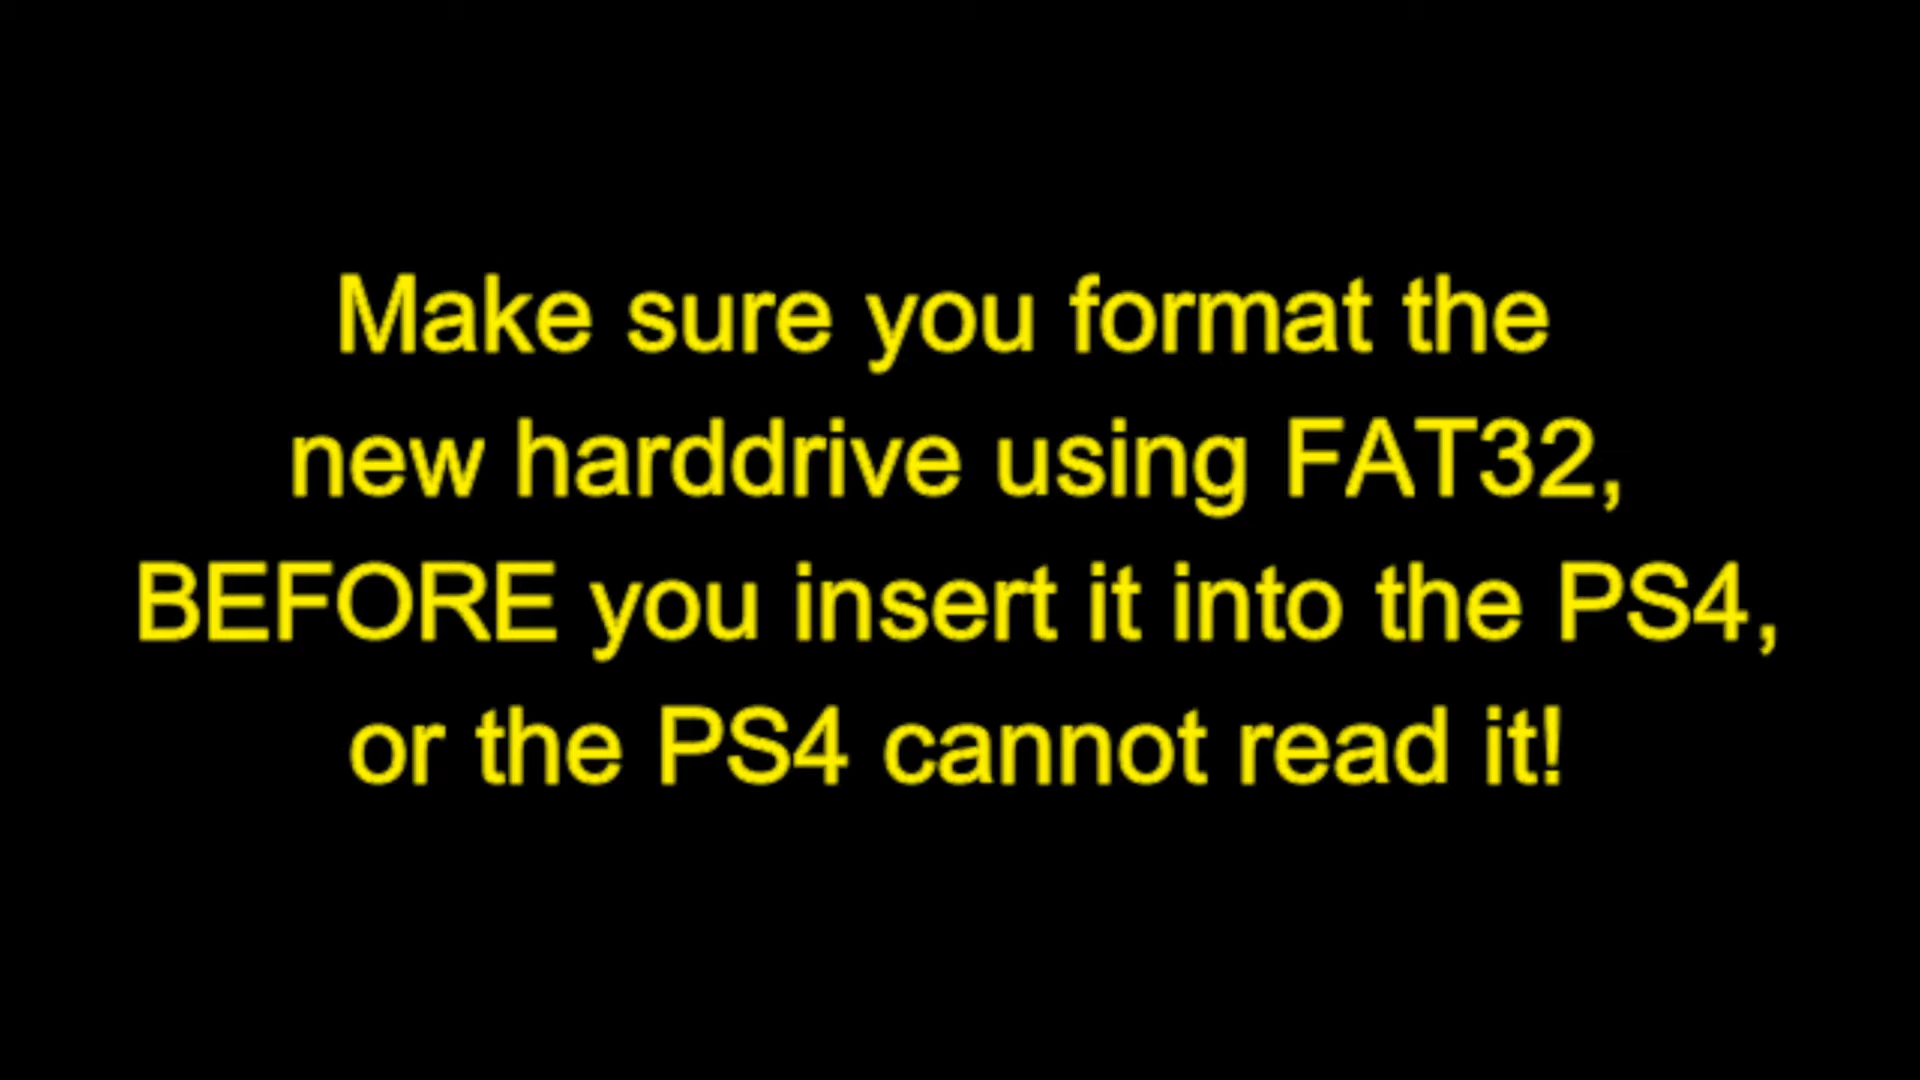 Make sure you format the
new harddrive using FAT32,
BEFORE you insert it into the PS4,
or the PS4 cannot read it!